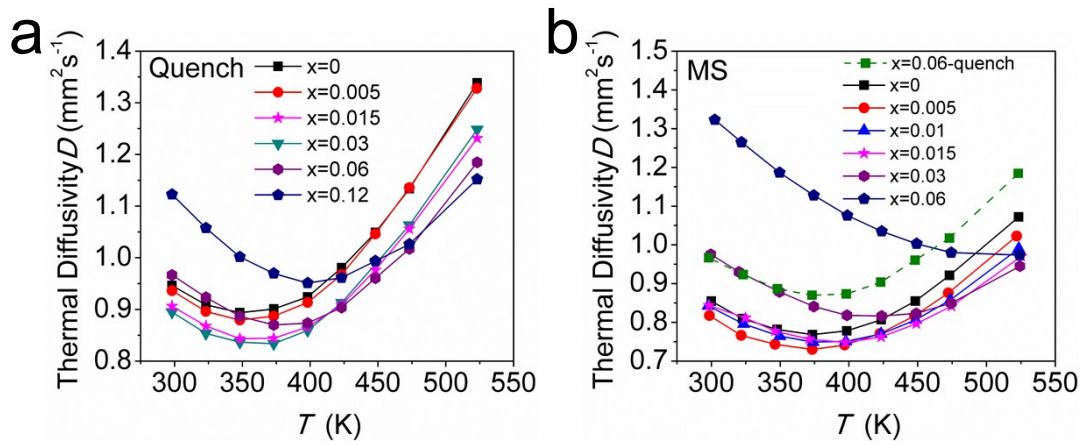 a
Thermal Diffusivity D (mm²s⁻¹)
1.4
1.3
1.2
1.1
1.0
0.9
0.8
Quench
x=0
x=0.005
x=0.015
x=0.03
x=0.06
x=0.12
300 350 400 450 500 550
T (K)
b
Thermal Diffusivity D (mm²s⁻¹)
1.5
1.4
1.3
1.2
1.1
1.0
0.9
0.8
0.7
MS
x=0.06-quench
x=0
x=0.005
x=0.01
x=0.015
x=0.03
x=0.06
250 300 350 400 450 500 550
T (K)